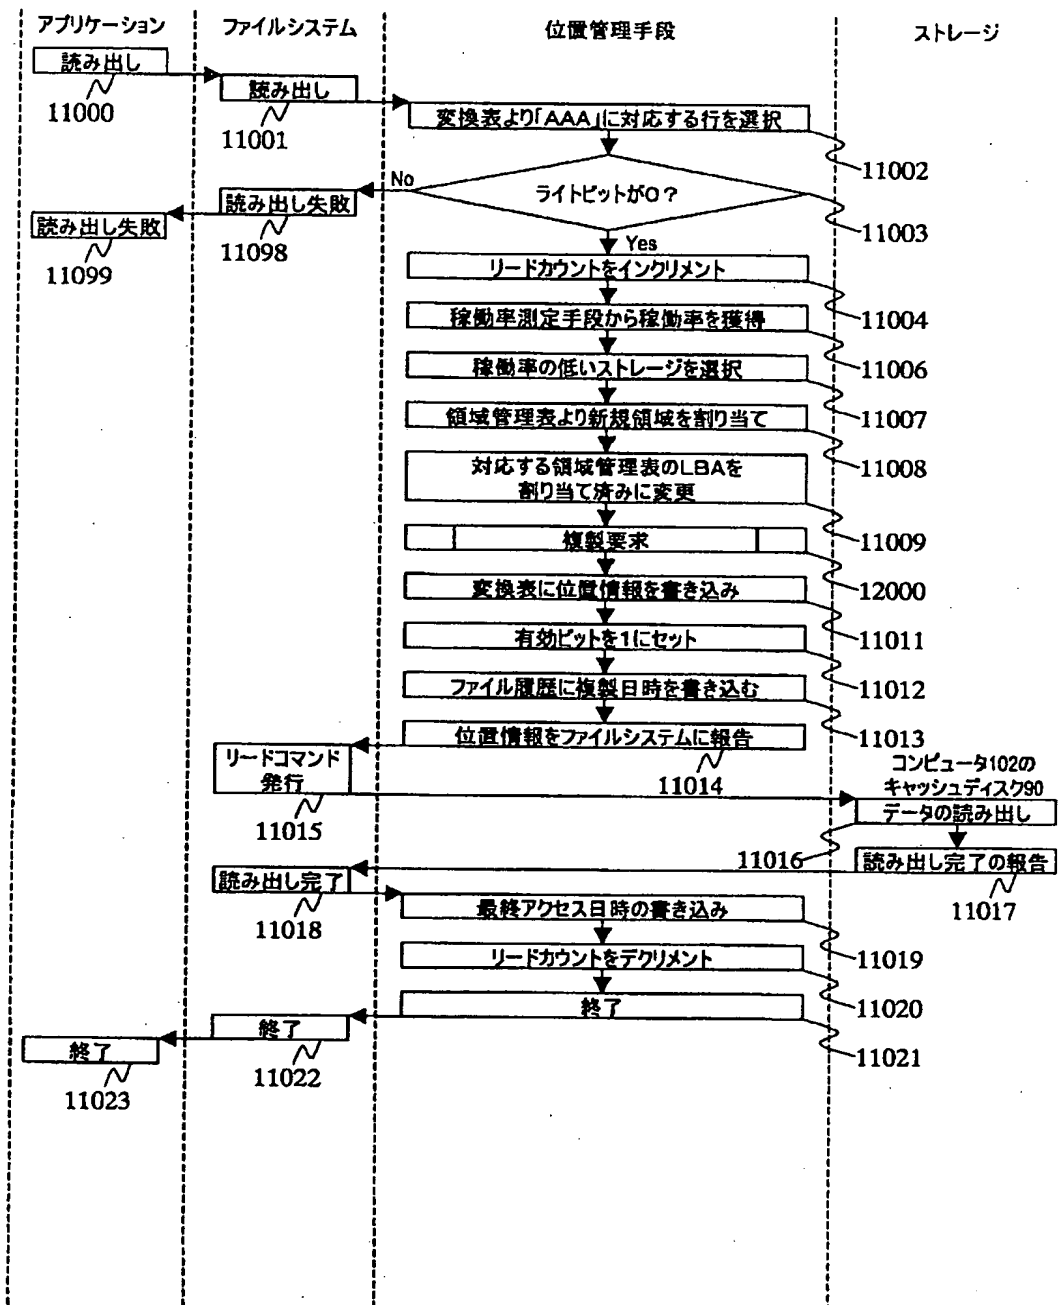 アプリケーション
ファイルシステム
位置管理手段
ストレージ
読み出し
11000
読み出し
11001
変換表より「AAA」に対応する行を選択
11002
ライトビットが0?
11003
No
Yes
読み出し失敗
11098
読み出し失敗
11099
リードカウントをインクリメント
11004
稼働率測定手段から稼働率を獲得
11006
稼働率の低いストレージを選択
11007
領域管理表より新規領域を割り当て
11008
対応する領域管理表のLBAを
割り当て済みに変更
11009
複製要求
12000
変換表に位置情報を書き込み
11011
有効ビットを1にセット
11012
ファイル履歴に複製日時を書き込む
11013
位置情報をファイルシステムに報告
11014
リードコマンド
発行
11015
コンピュータ102の
キャッシュディスク90
データの読み出し
11016
読み出し完了の報告
11017
読み出し完了
11018
最終アクセス日時の書き込み
11019
リードカウントをデクリメント
11020
終了
11021
終了
11022
終了
11023